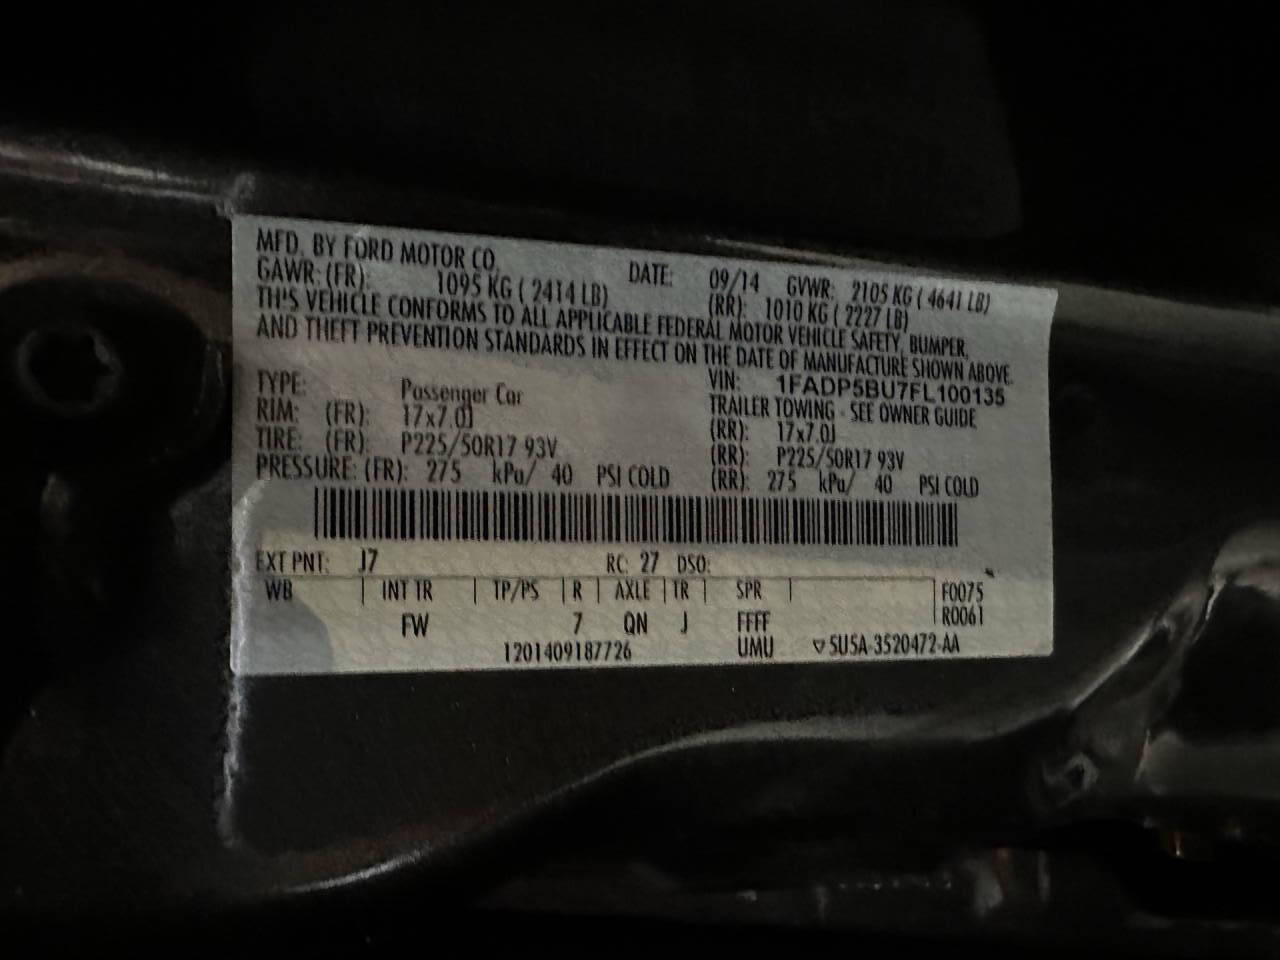 MFD. BY FORD MOTOR CO. DATE: 09/14 GVWR: 2105 KG ( 4641 LB)
GAWR: (FR): 1095 KG ( 2414 LB) (RR): 1010 KG ( 2227 LB)
THIS VEHICLE CONFORMS TO ALL APPLICABLE FEDERAL MOTOR VEHICLE SAFETY, BUMPER,
AND THEFT PREVENTION STANDARDS IN EFFECT ON THE DATE OF MANUFACTURE SHOWN ABOVE.
VIN: 1FADP5BU7FL100135
TYPE: Passenger Car TRAILER TOWING - SEE OWNER GUIDE
RIM: (FR): 17x7.0J (RR): 17x7.0J
TIRE: (FR): P225/50R17 93V (RR): P225/50R17 93V
PRESSURE: (FR): 275 kPa/ 40 PSI COLD (RR): 275 kPa/ 40 PSI COLD
EXT PNT: J7 RC: 27 DSO:
WB | INT TR | TP/PS | R | AXLE | TR | SPR | F0075
FW 7 QN J FFFF R0061
1201409187726 UMU ▽5U5A-3520472-AA